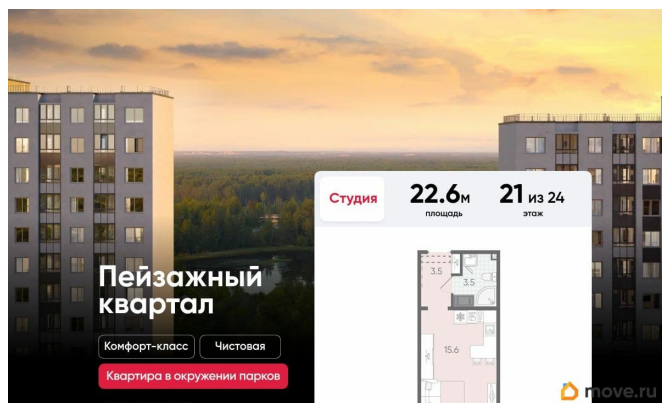 Студия
22.6м
площадь
21 из 24
этаж
3.5
3.5
15.6
Пейзажный
квартал
Комфорт-класс
Чистовая
Квартира в окружении парков
move.ru